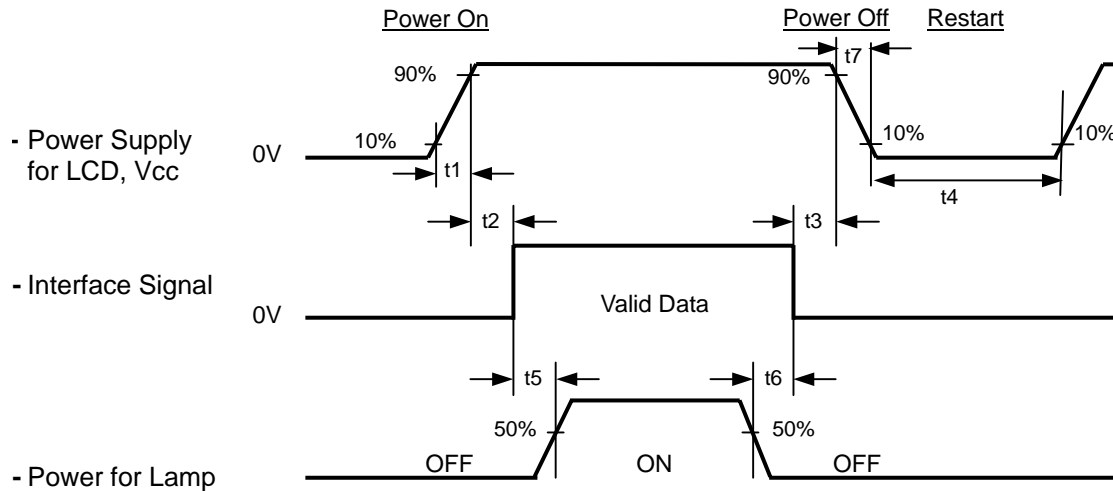 Power On
Power Off
Restart
t7
90%
90%
- Power Supply
for LCD, Vcc
0V
10%
10%
10%
t1
t4
t2
t3
- Interface Signal
0V
Valid Data
t5
t6
50%
50%
- Power for Lamp
OFF
ON
OFF